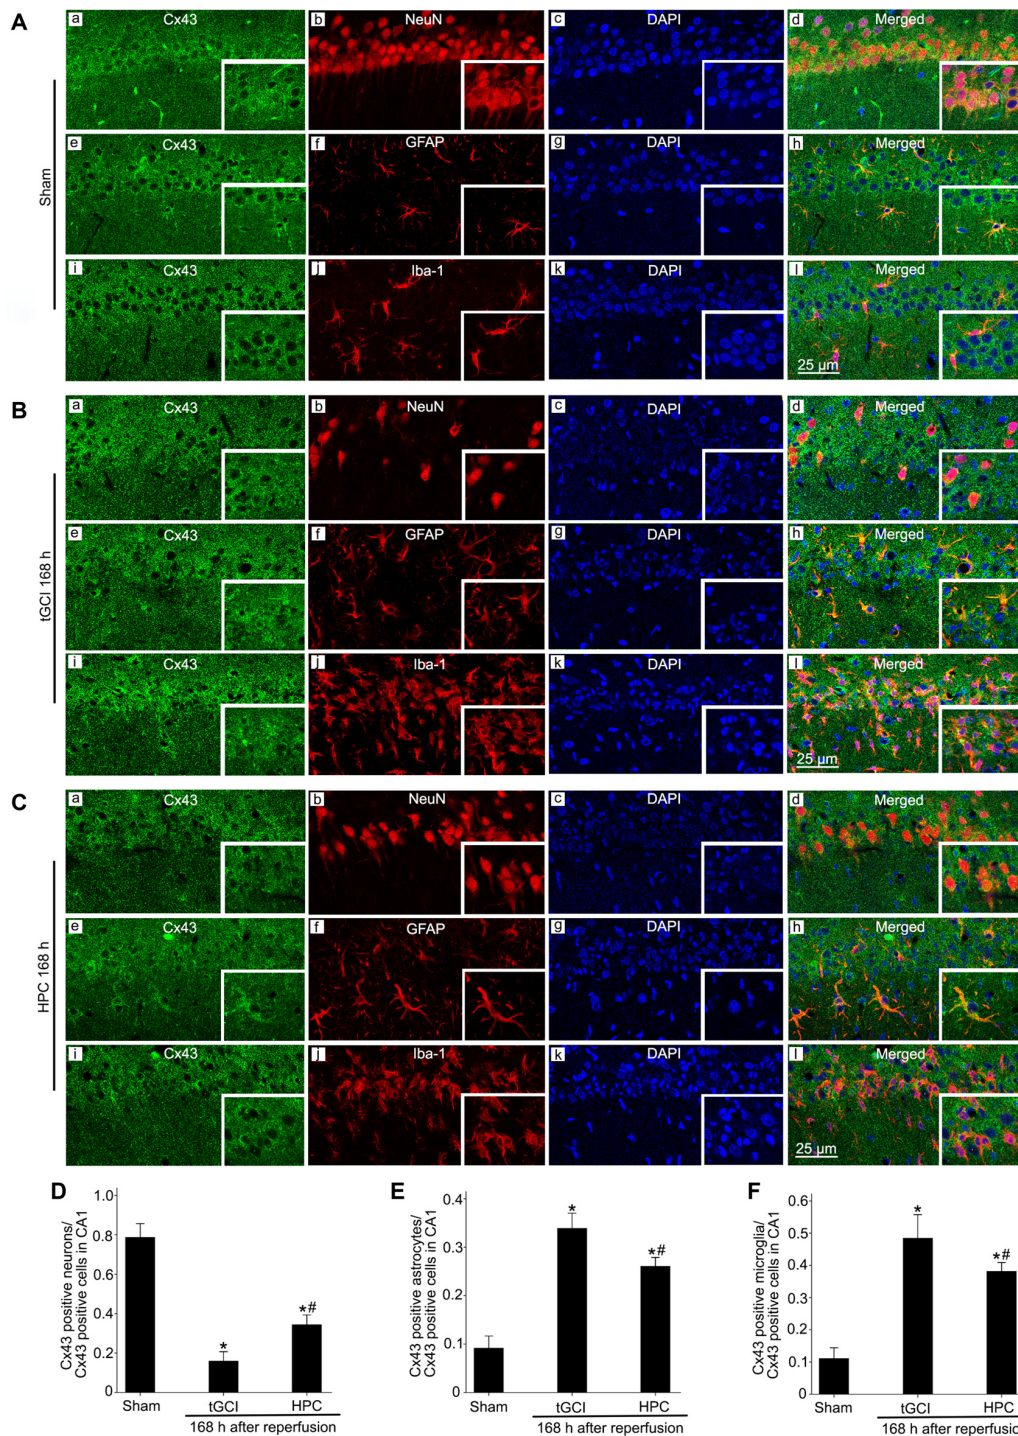 A
Sham
a Cx43
b NeuN
c DAPI
d Merged
e Cx43
f GFAP
g DAPI
h Merged
i Cx43
j Iba-1
k DAPI
l Merged
25 µm
B
tGCI 168 h
a Cx43
b NeuN
c DAPI
d Merged
e Cx43
f GFAP
g DAPI
h Merged
i Cx43
j Iba-1
k DAPI
l Merged
25 µm
C
HPC 168 h
a Cx43
b NeuN
c DAPI
d Merged
e Cx43
f GFAP
g DAPI
h Merged
i Cx43
j Iba-1
k DAPI
l Merged
25 µm
D
Cx43 positive neurons/
Cx43 positive cells in CA1
1.0
0.8
0.6
0.4
0.2
0
*
*#
Sham tGCI HPC
168 h after reperfusion
E
Cx43 positive astrocytes/
Cx43 positive cells in CA1
0.4
0.3
0.2
0.1
0
*
*#
Sham tGCI HPC
168 h after reperfusion
F
Cx43 positive microglia/
Cx43 positive cells in CA1
0.6
0.5
0.4
0.3
0.2
0.1
0
*
*#
Sham tGCI HPC
168 h after reperfusion